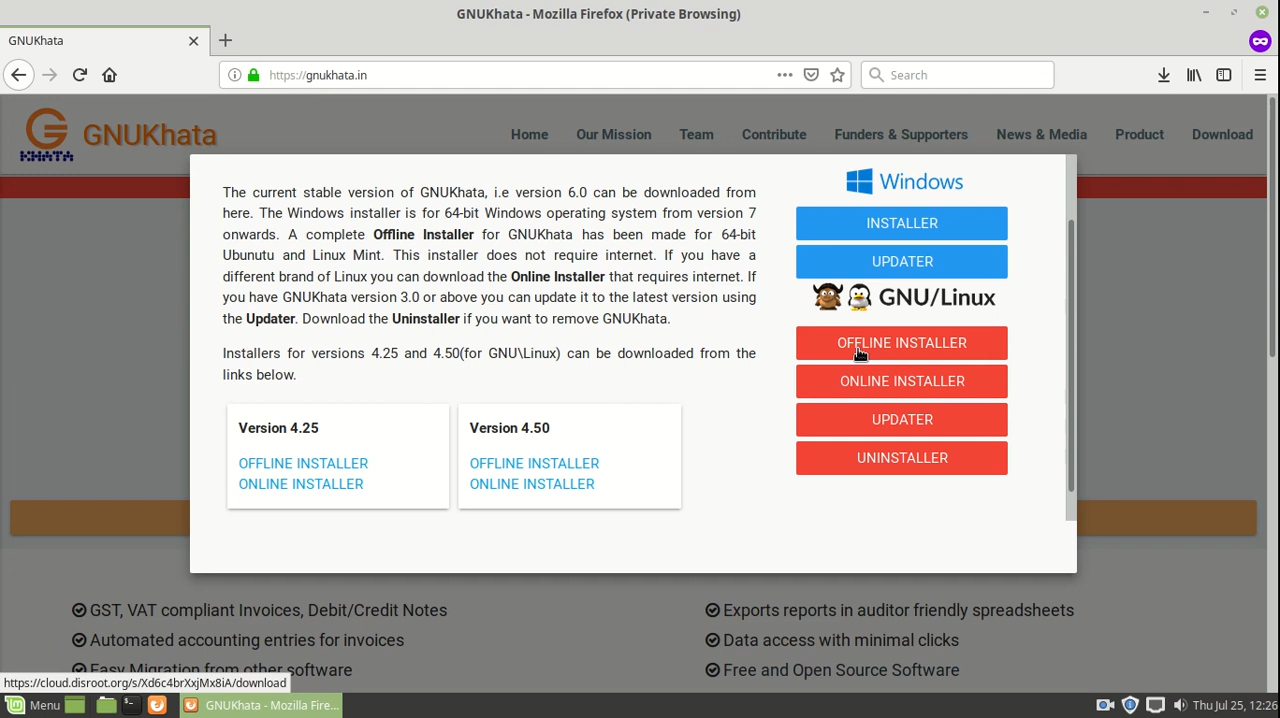 GNUKhata - Mozilla Firefox (Private Browsing)
GNUKhata
https://gnukhata.in
Search
KHATA
GNUKhata
Home
Our Mission
Team
Contribute
Funders & Supporters
News & Media
Product
Download
The current stable version of GNUKhata, i.e version 6.0 can be downloaded from
here. The Windows installer is for 64-bit Windows operating system from version 7
onwards. A complete Offline Installer for GNUKhata has been made for 64-bit
Ubunutu and Linux Mint. This installer does not require internet. If you have a
different brand of Linux you can download the Online Installer that requires internet. If
you have GNUKhata version 3.0 or above you can update it to the latest version using
the Updater. Download the Uninstaller if you want to remove GNUKhata.
Installers for versions 4.25 and 4.50(for GNU\Linux) can be downloaded from the
links below.
Version 4.25
OFFLINE INSTALLER
ONLINE INSTALLER
Version 4.50
OFFLINE INSTALLER
ONLINE INSTALLER
Windows
INSTALLER
UPDATER
GNU/Linux
OFFLINE INSTALLER
ONLINE INSTALLER
UPDATER
UNINSTALLER
GST, VAT compliant Invoices, Debit/Credit Notes
Automated accounting entries for invoices
Easy Migration from other software
Exports reports in auditor friendly spreadsheets
Data access with minimal clicks
Free and Open Source Software
https://cloud.disroot.org/s/Xd6c4brXxjMx8iA/download
Menu
GNUKhata - Mozilla Fire...
Thu Jul 25, 12:26